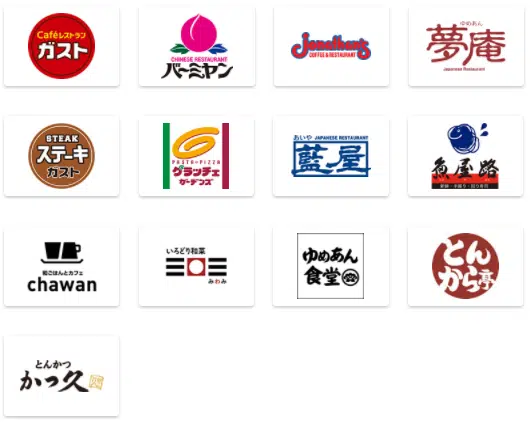 Caféレストラン
ガスト
CHINESE RESTAURANT
バーミヤン
Jonathan's
COFFEE & RESTAURANT
ゆめあん
夢庵
Japanese Restaurant
STEAK
ステーキ
ガスト
PASTA・PIZZA
グラッチェ
ガーデンズ
あいや JAPANESE RESTAURANT
藍屋
魚屋路
和ごはんとカフェ
chawan
いろどり和菜
三〇三
みわみ
ゆめあん
食堂
とん
から亭
とんかつ
かつ久